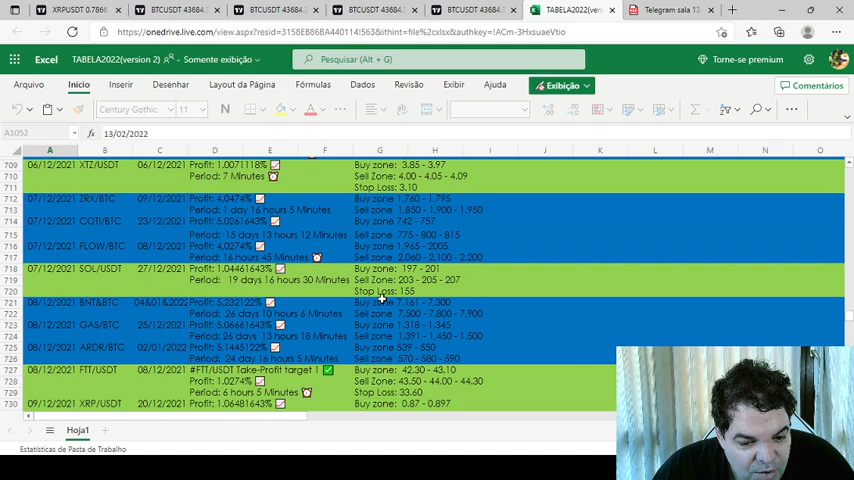 XRPUSDT 0.7866
BTCUSDT 43684.
BTCUSDT 43684.
BTCUSDT 43684.
BTCUSDT 43684.
TABELA2022(ver
Telegram sala 13.
https://onedrive.live.com/view.aspx?resid=3158EB868A440114!563&ithint=file%2cxlsx&authkey=!ACm-3HxsuaeVtio
Excel TABELA2022(version 2) - Somente exibição
Pesquisar (Alt + G)
Torne-se premium
Arquivo Início Inserir Desenhar Layout da Página Fórmulas Dados Revisão Exibir Ajuda Exibição Comentários
Century Gothic 11 N A
A1052 fx 13/02/2022
A B C D E F G H I J K L M N O
709 06/12/2021 XTZ/USDT 06/12/2021 Profit: 1.0071118% Buy zone: 3.85 - 3.97
710 Period: 7 Minutes Sell Zone: 4.00 - 4.05 - 4.09
711 Stop Loss: 3.10
712 07/12/2021 ZRX/BTC 09/12/2021 Profit: 4.0474% Buy zone 1,760 - 1,795
713 Period: 1 day 16 hours 5 Minutes Sell zone 1,850 - 1,900 - 1,950
714 07/12/2021 COTI/BTC 23/12/2021 Profit: 5.0261643% Buy zone 742 - 757
715 Period: 15 days 13 hours 12 Minutes Sell zone 775 - 800 - 815
716 07/12/2021 FLOW/BTC 08/12/2021 Profit: 4.0274% Buy zone 1,965 - 2005
717 Period: 16 hours 45 Minutes Sell zone 2,060 - 2,100 - 2,200
718 07/12/2021 SOL/USDT 27/12/2021 Profit: 1.04461643% Buy zone: 197 - 201
719 Period: 19 days 16 hours 30 Minutes Sell Zone: 203 - 205 - 207
720 Stop Loss: 155
721 08/12/2021 BNT&BTC 04&01&2022 Profit: 5.232122% Buy zone 7,161 - 7,300
722 Period: 26 days 10 hours 6 Minutes Sell zone 7,500 - 7,800 - 7,900
723 08/12/2021 GAS/BTC 25/12/2021 Profit: 5.06661643% Buy zone 1,318 - 1,345
724 Period: 26 days 13 hours 18 Minutes Sell zone 1,391 - 1,450 - 1,500
725 08/12/2021 ARDR/BTC 02/01/2022 Profit: 5.1445122% Buy zone 539 - 550
726 Period: 24 day 16 hours 5 Minutes Sell zone 570 - 580 - 590
727 08/12/2021 FTT/USDT 08/12/2021 #FTT/USDT Take-Profit target 1 Buy zone: 42.30 - 43.10
728 Profit: 1.0274% Sell Zone: 43.50 - 44.00 - 44.30
729 Period: 6 hours 5 Minutes Stop Loss: 33.60
730 09/12/2021 XRP/USDT 20/12/2021 Profit: 1.06481643% Buy zone: 0.87 - 0.897
Hoja1
Estatísticas de Pasta de Trabalho